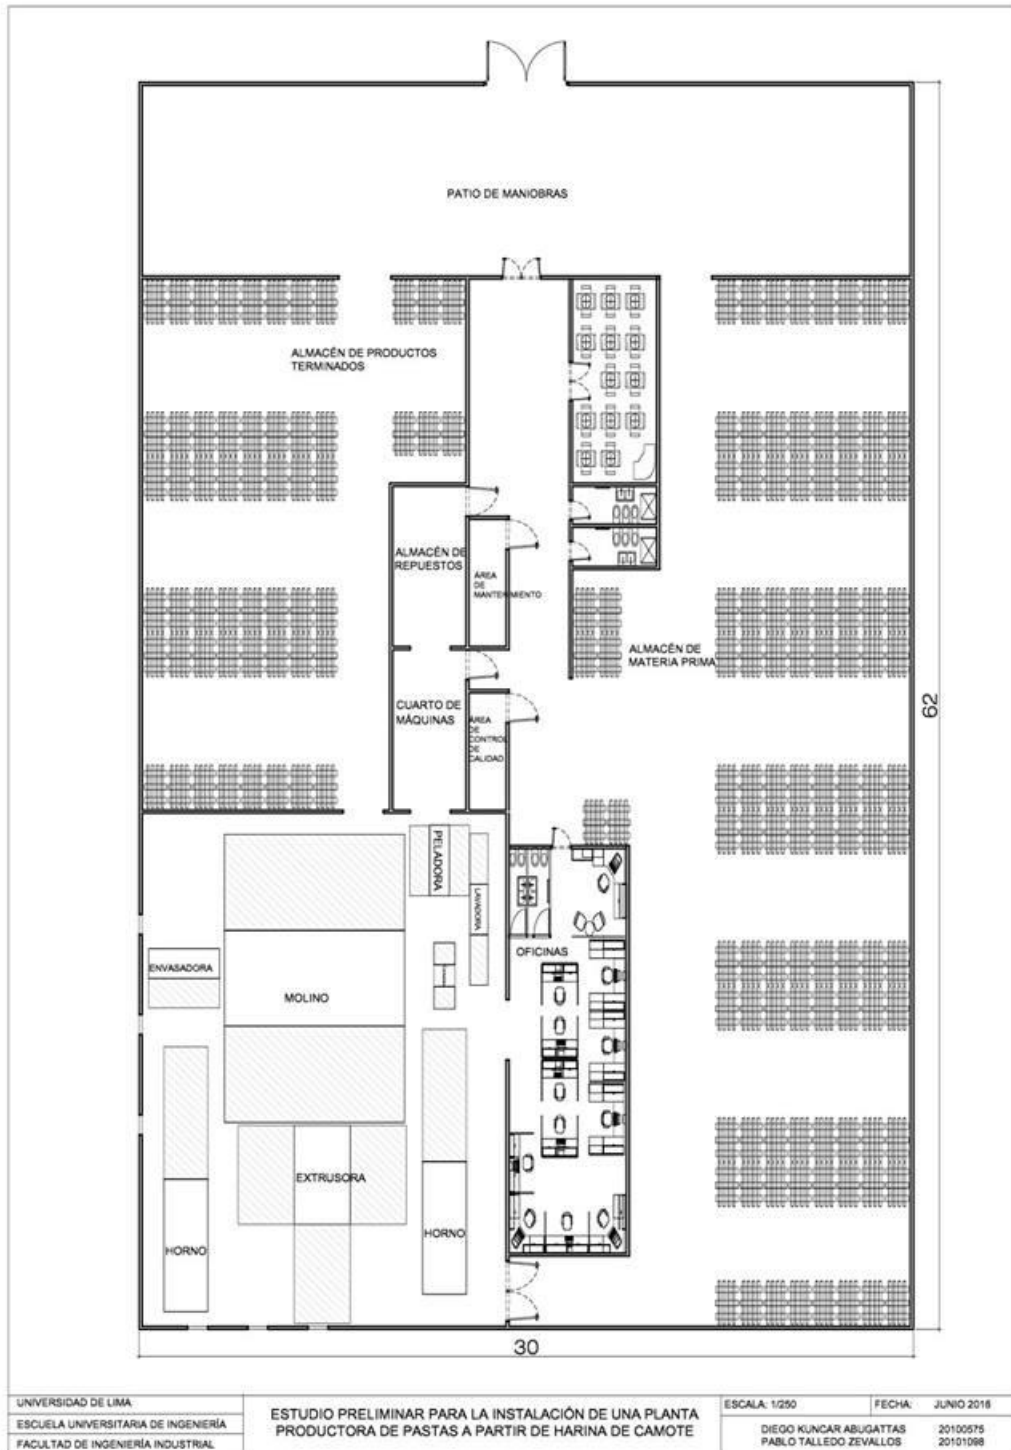 PATIO DE MANIOBRAS
ALMACÉN DE PRODUCTOS
TERMINADOS
ALMACÉN DE
REPUESTOS
ÁREA
DE
MANTENIMIENTO
ALMACÉN DE
MATERIA PRIMA
CUARTO DE
MÁQUINAS
ÁREA
DE
CONTROL
DE
CALIDAD
62
PELADORA
LAVADORA
OFICINAS
ENVASADORA
MOLINO
EXTRUSORA
HORNO
HORNO
30
UNIVERSIDAD DE LIMA
ESCUELA UNIVERSITARIA DE INGENIERÍA
FACULTAD DE INGENIERÍA INDUSTRIAL
ESTUDIO PRELIMINAR PARA LA INSTALACIÓN DE UNA PLANTA
PRODUCTORA DE PASTAS A PARTIR DE HARINA DE CAMOTE
ESCALA: 1/250
FECHA: JUNIO 2016
DIEGO KUNCAR ABUGATTAS 20100575
PABLO TALLEDO ZEVALLOS 20101098